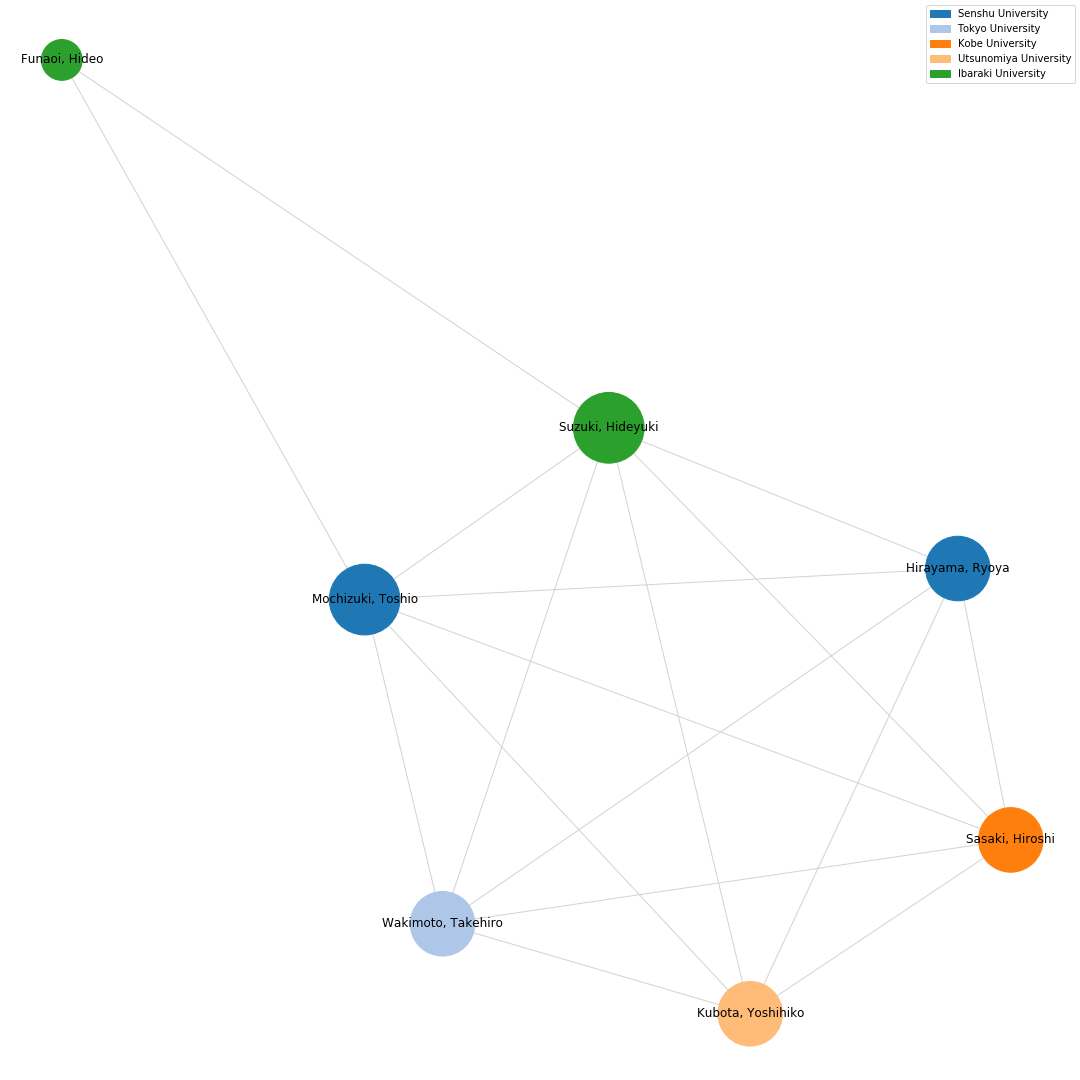 Senshu University
Tokyo University
Kobe University
Utsunomiya University
Ibaraki University
Funaoi, Hideo
Suzuki, Hideyuki
Hirayama, Ryoya
Mochizuki, Toshio
Sasaki, Hiroshi
Wakimoto, Takehiro
Kubota, Yoshihiko